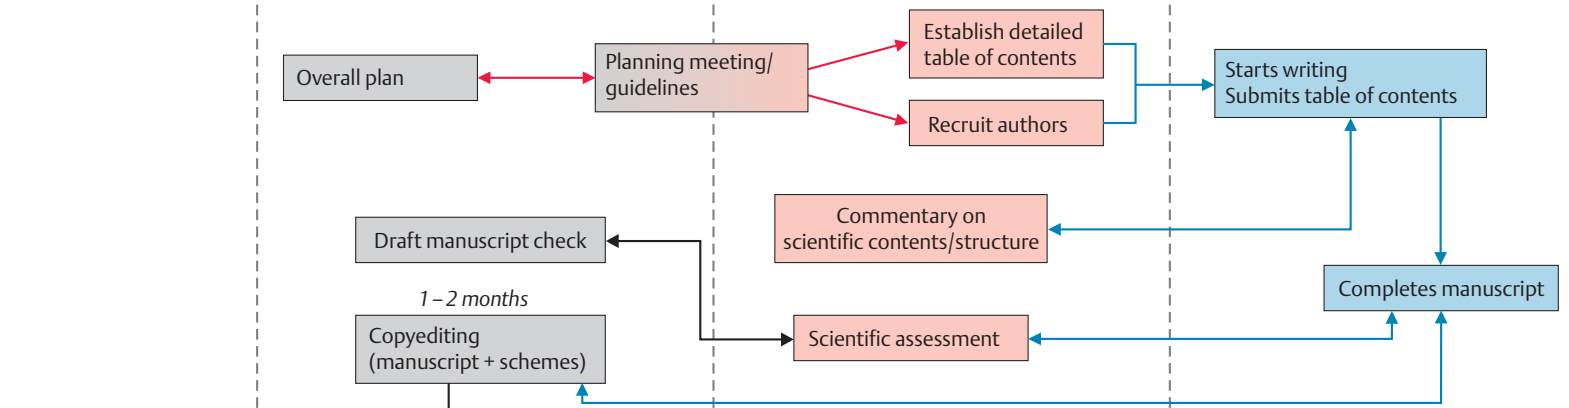 Overall plan
Planning meeting/
guidelines
Establish detailed
table of contents
Recruit authors
Starts writing
Submits table of contents
Commentary on
scientific contents/structure
Draft manuscript check
Completes manuscript
1 – 2 months
Copyediting
(manuscript + schemes)
Scientific assessment